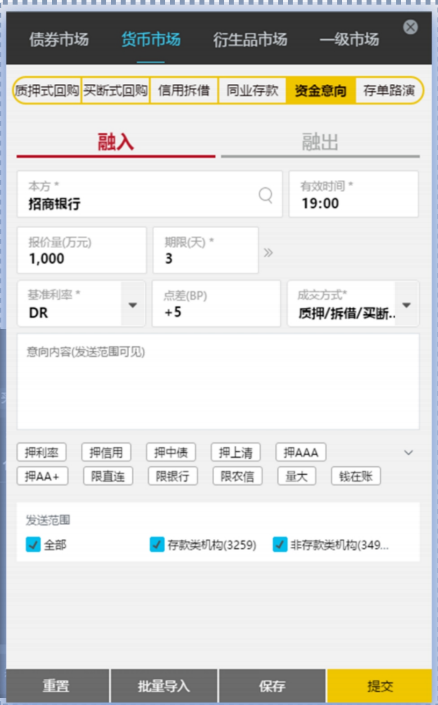 债券市场 货币市场 衍生品市场 一级市场
质押式回购 买断式回购 信用拆借 同业存款 资金意向 存单路演
融入 融出
本方 * 有效时间 *
招商银行 19:00
报价量(万元) 期限(天) *
1,000 3 »
基准利率 * 点差(BP) 成交方式*
DR +5 质押/拆借/买断..
意向内容(发送范围可见)
押利率 押信用 押中债 押上清 押AAA
押AA+ 限直连 限银行 限农信 量大 钱在账
发送范围
全部 存款类机构(3259) 非存款类机构(349...
重置 批量导入 保存 提交